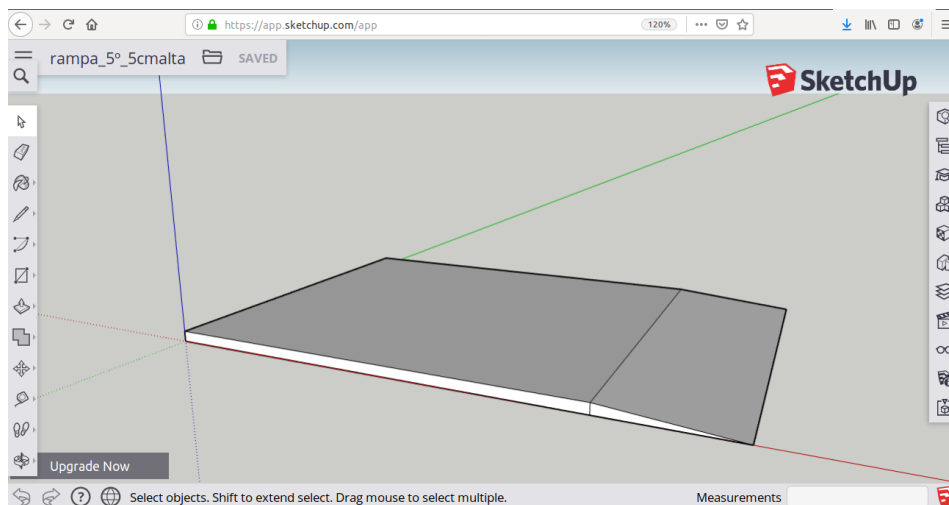 https://app.sketchup.com/app
120%
rampa_5º_5cmalta
SAVED
SketchUp
Upgrade Now
Select objects. Shift to extend select. Drag mouse to select multiple.
Measurements